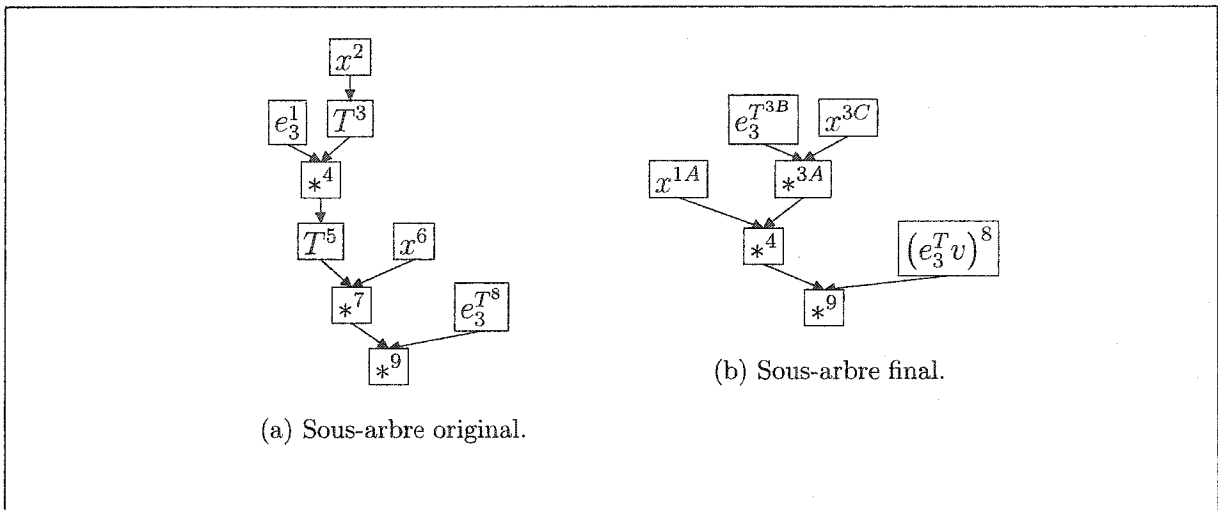 x^2
e_3^1 T^3
*^4
T^5 x^6
*^7 e_3^{T^8}
*^9
(a) Sous-arbre original.
e_3^{T^{3B}} x^{3C}
x^{1A} *^{3A}
*^4 (e_3^T v)^8
*^9
(b) Sous-arbre final.